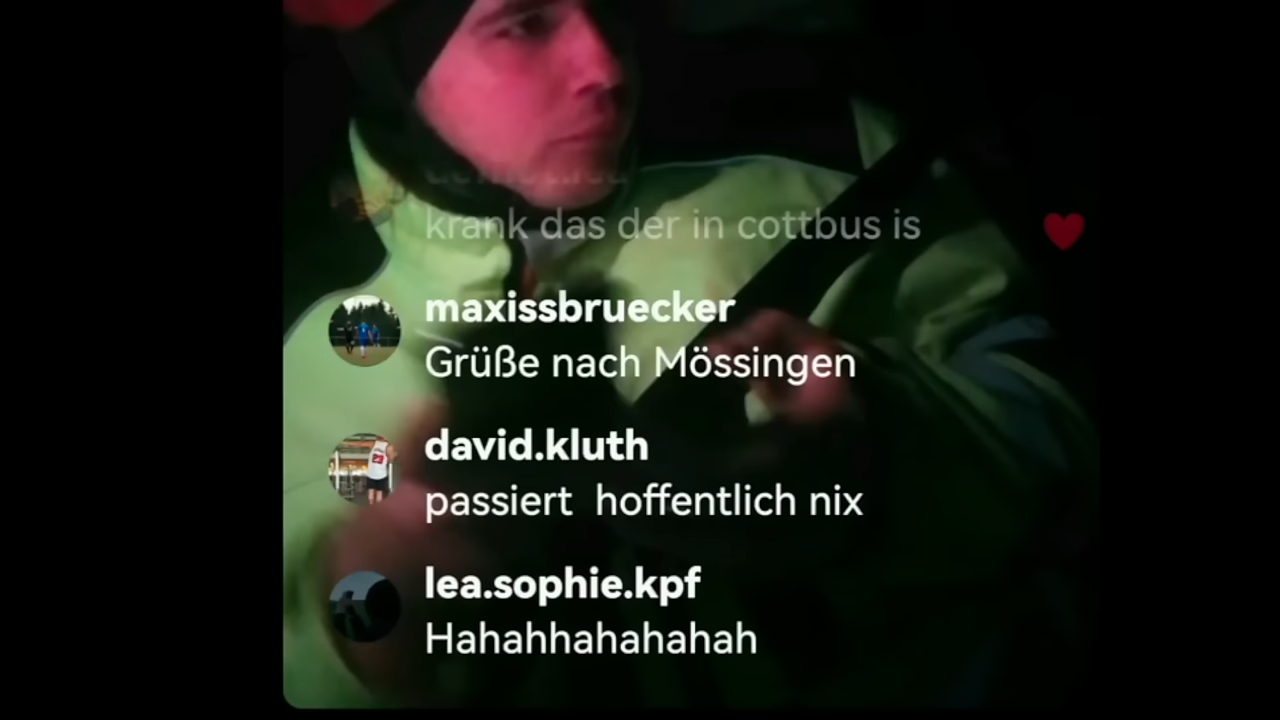 krank das der in cottbus is
maxissbruecker
Grüße nach Mössingen
david.kluth
passiert  hoffentlich nix
lea.sophie.kpf
Hahahhahahahah